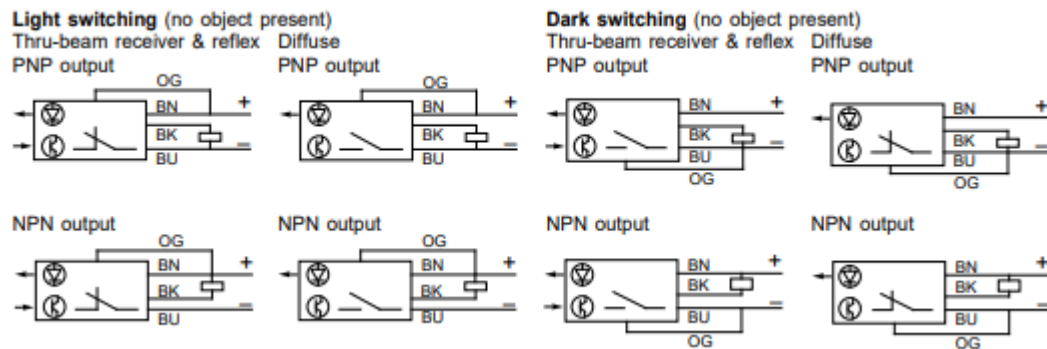 Light switching (no object present)
Thru-beam receiver & reflex Diffuse
PNP output PNP output
OG OG
BN + BN +
BK BK
BU – BU –
NPN output NPN output
OG OG
BN + BN +
BK BK
BU – BU –
Dark switching (no object present)
Thru-beam receiver & reflex Diffuse
PNP output PNP output
BN + BN +
BK BK
BU – BU –
OG OG
NPN output NPN output
BN + BN +
BK BK
BU – BU –
OG OG